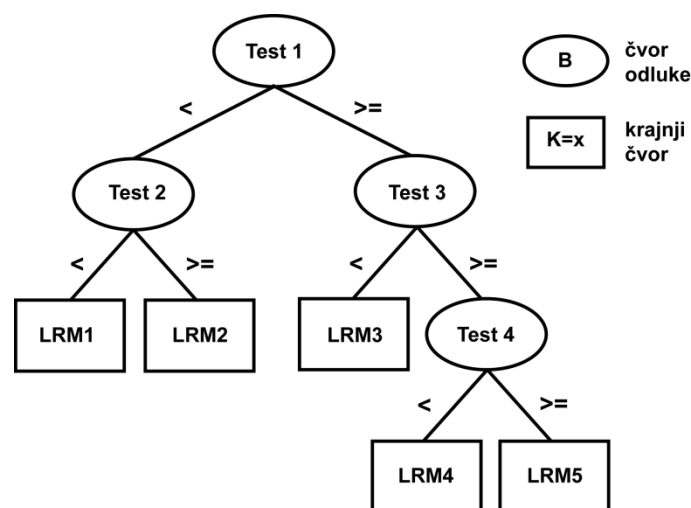 Test 1
<
>=
Test 2
Test 3
<
>=
<
>=
LRM1
LRM2
LRM3
Test 4
<
>=
LRM4
LRM5
B
čvor
odluke
K=x
krajnji
čvor